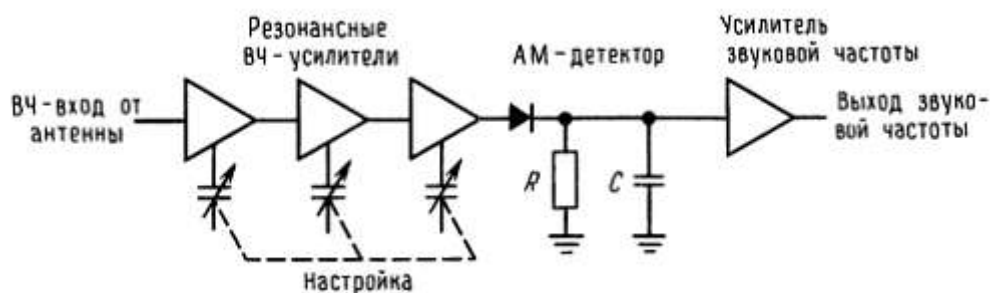 Резонансные
ВЧ-усилители
АМ-детектор
Усилитель
звуковой частоты
ВЧ-вход от
антенны
Выход звуко-
вой частоты
R
C
Настройка